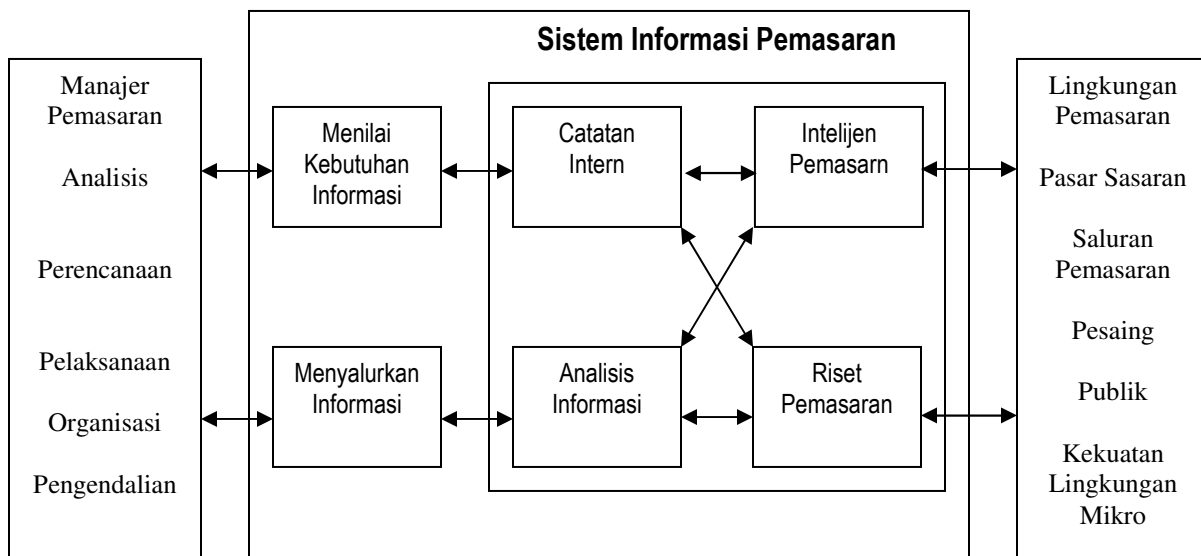 Sistem Informasi Pemasaran
Manajer
Pemasaran
Analisis
Perencanaan
Pelaksanaan
Organisasi
Pengendalian
Menilai
Kebutuhan
Informasi
Catatan
Intern
Intelijen
Pemasarn
Menyalurkan
Informasi
Analisis
Informasi
Riset
Pemasaran
Lingkungan
Pemasaran
Pasar Sasaran
Saluran
Pemasaran
Pesaing
Publik
Kekuatan
Lingkungan
Mikro